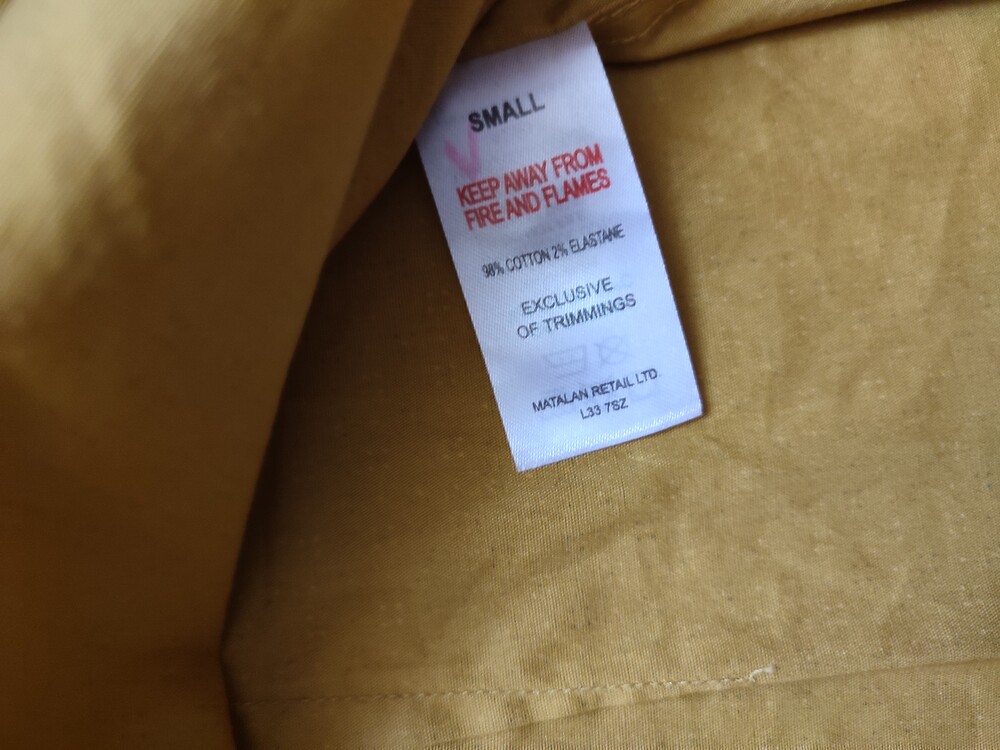 SMALL
KEEP AWAY FROM
FIRE AND FLAMES
98% COTTON 2% ELASTANE
EXCLUSIVE
OF TRIMMINGS
MATALAN RETAIL LTD.
L33 7SZ